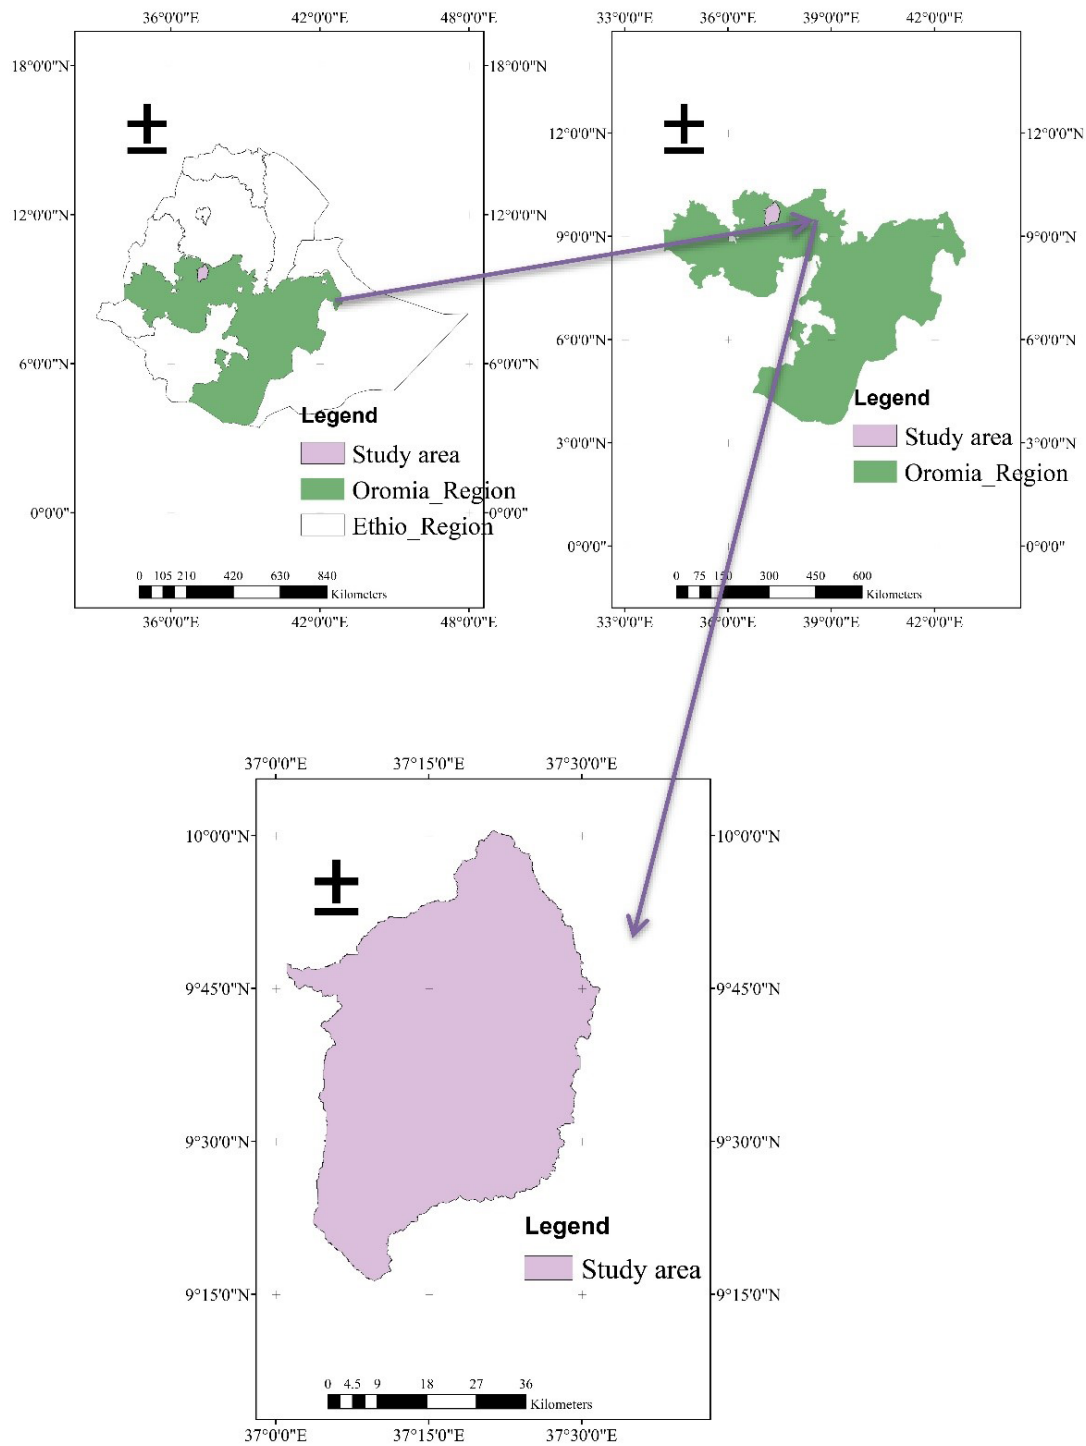 36°0'0"E 42°0'0"E 48°0'0"E
18°0'0"N 18°0'0"N
12°0'0"N 12°0'0"N
6°0'0"N 6°0'0"N
0°0'0" 0°0'0"
Legend
Study area
Oromia_Region
Ethio_Region
0 105 210 420 630 840
Kilometers
36°0'0"E 42°0'0"E 48°0'0"E
33°0'0"E 36°0'0"E 39°0'0"E 42°0'0"E
12°0'0"N 12°0'0"N
9°0'0"N 9°0'0"N
6°0'0"N 6°0'0"N
3°0'0"N 3°0'0"N
0°0'0" 0°0'0"
Legend
Study area
Oromia_Region
0 75 150 300 450 600
Kilometers
33°0'0"E 36°0'0"E 39°0'0"E 42°0'0"E
37°0'0"E 37°15'0"E 37°30'0"E
10°0'0"N 10°0'0"N
9°45'0"N 9°45'0"N
9°30'0"N 9°30'0"N
9°15'0"N 9°15'0"N
Legend
Study area
0 4.5 9 18 27 36
Kilometers
37°0'0"E 37°15'0"E 37°30'0"E